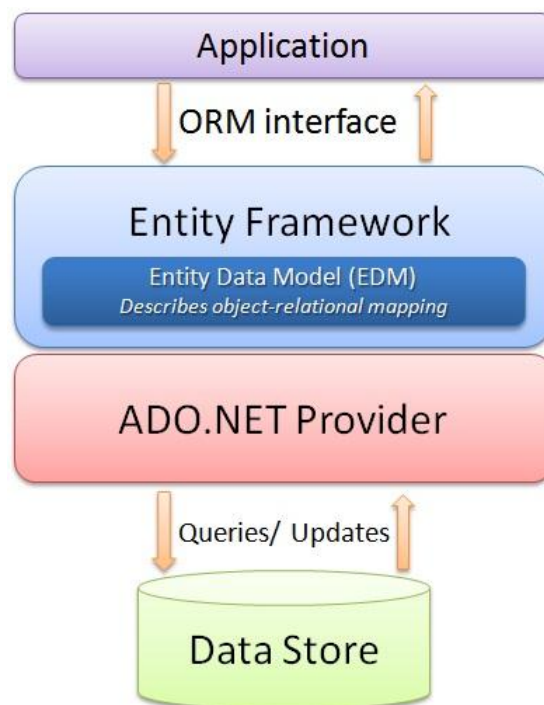 Application
ORM interface
Entity Framework
Entity Data Model (EDM)
Describes object-relational mapping
ADO.NET Provider
Queries/ Updates
Data Store